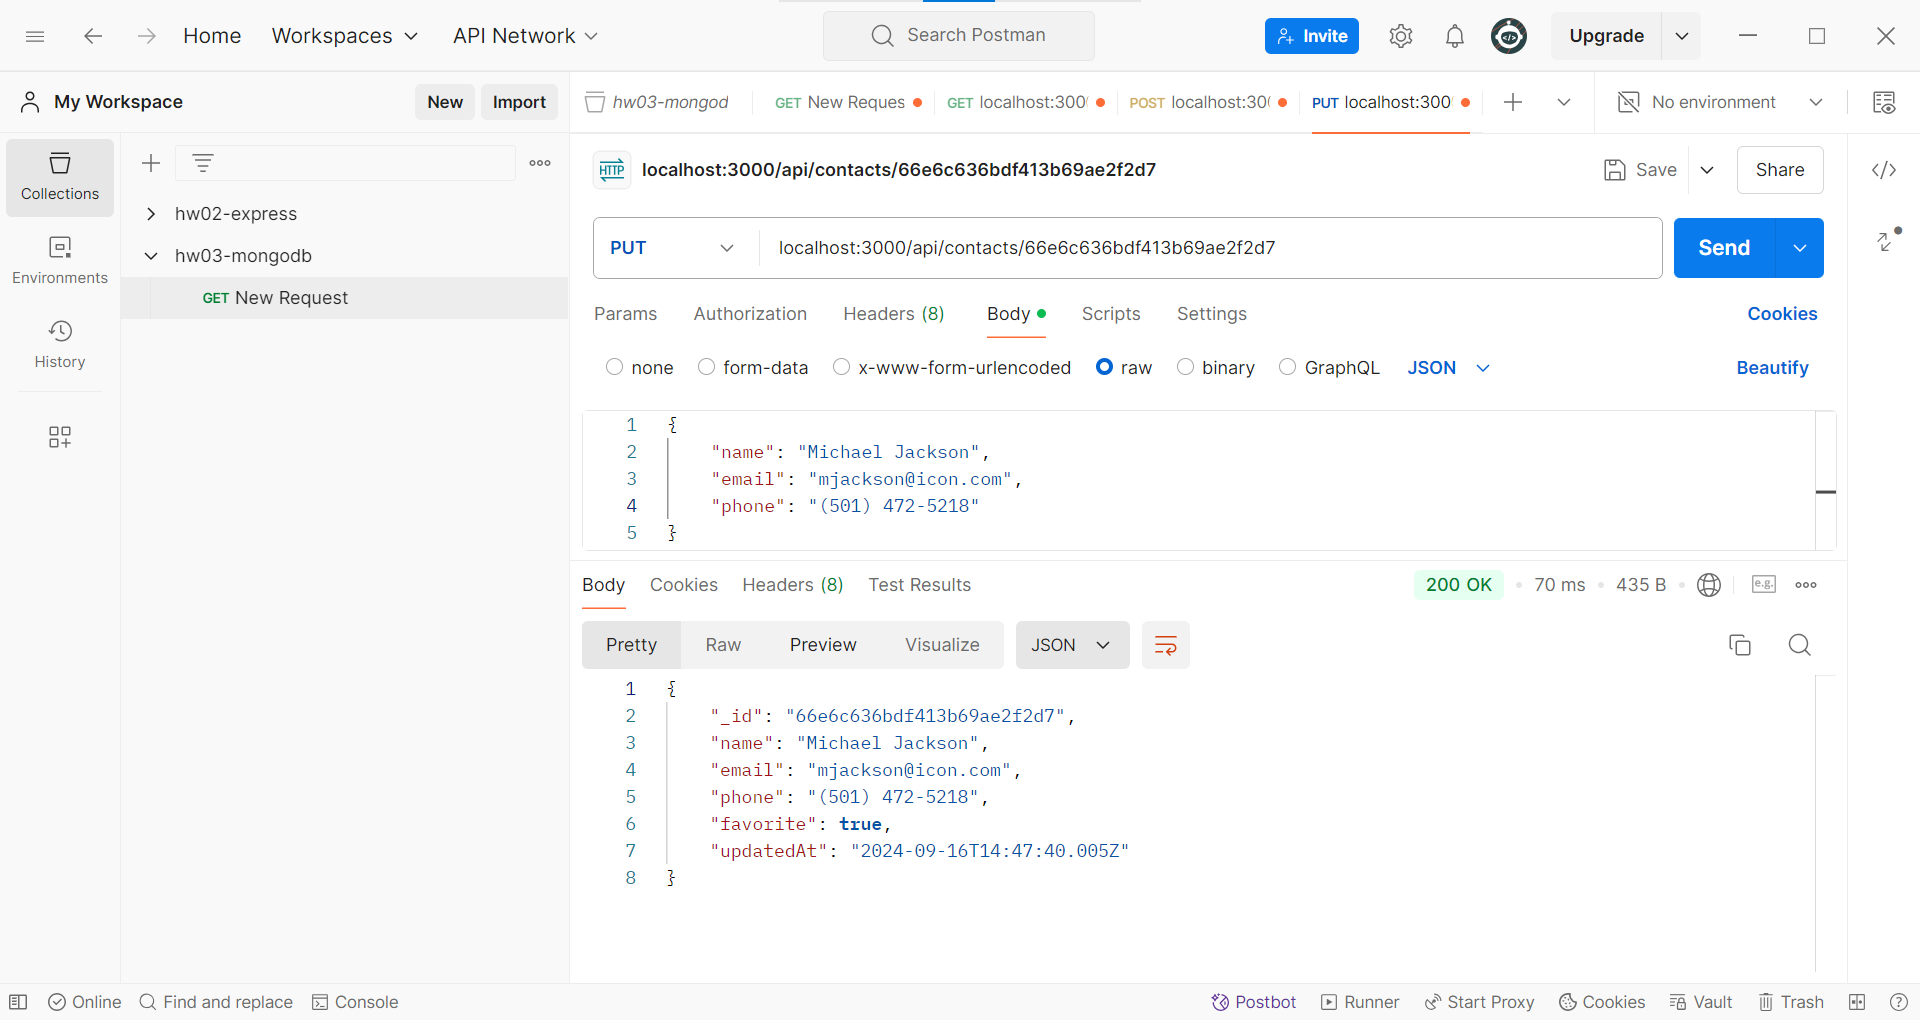 Home Workspaces API Network Search Postman Invite Upgrade
My Workspace New Import hw03-mongod GET New Reques GET localhost:300 POST localhost:30 PUT localhost:300 No environment
Collections
Environments
History
hw02-express
hw03-mongodb
GET New Request
HTTP localhost:3000/api/contacts/66e6c636bdf413b69ae2f2d7 Save Share
PUT localhost:3000/api/contacts/66e6c636bdf413b69ae2f2d7 Send
Params Authorization Headers (8) Body Scripts Settings Cookies
none form-data x-www-form-urlencoded raw binary GraphQL JSON Beautify
1 {
2 "name": "Michael Jackson",
3 "email": "mjackson@icon.com",
4 "phone": "(501) 472-5218"
5 }
Body Cookies Headers (8) Test Results 200 OK 70 ms 435 B e.g.
Pretty Raw Preview Visualize JSON
1 {
2 "_id": "66e6c636bdf413b69ae2f2d7",
3 "name": "Michael Jackson",
4 "email": "mjackson@icon.com",
5 "phone": "(501) 472-5218",
6 "favorite": true,
7 "updatedAt": "2024-09-16T14:47:40.005Z"
8 }
Online Find and replace Console Postbot Runner Start Proxy Cookies Vault Trash